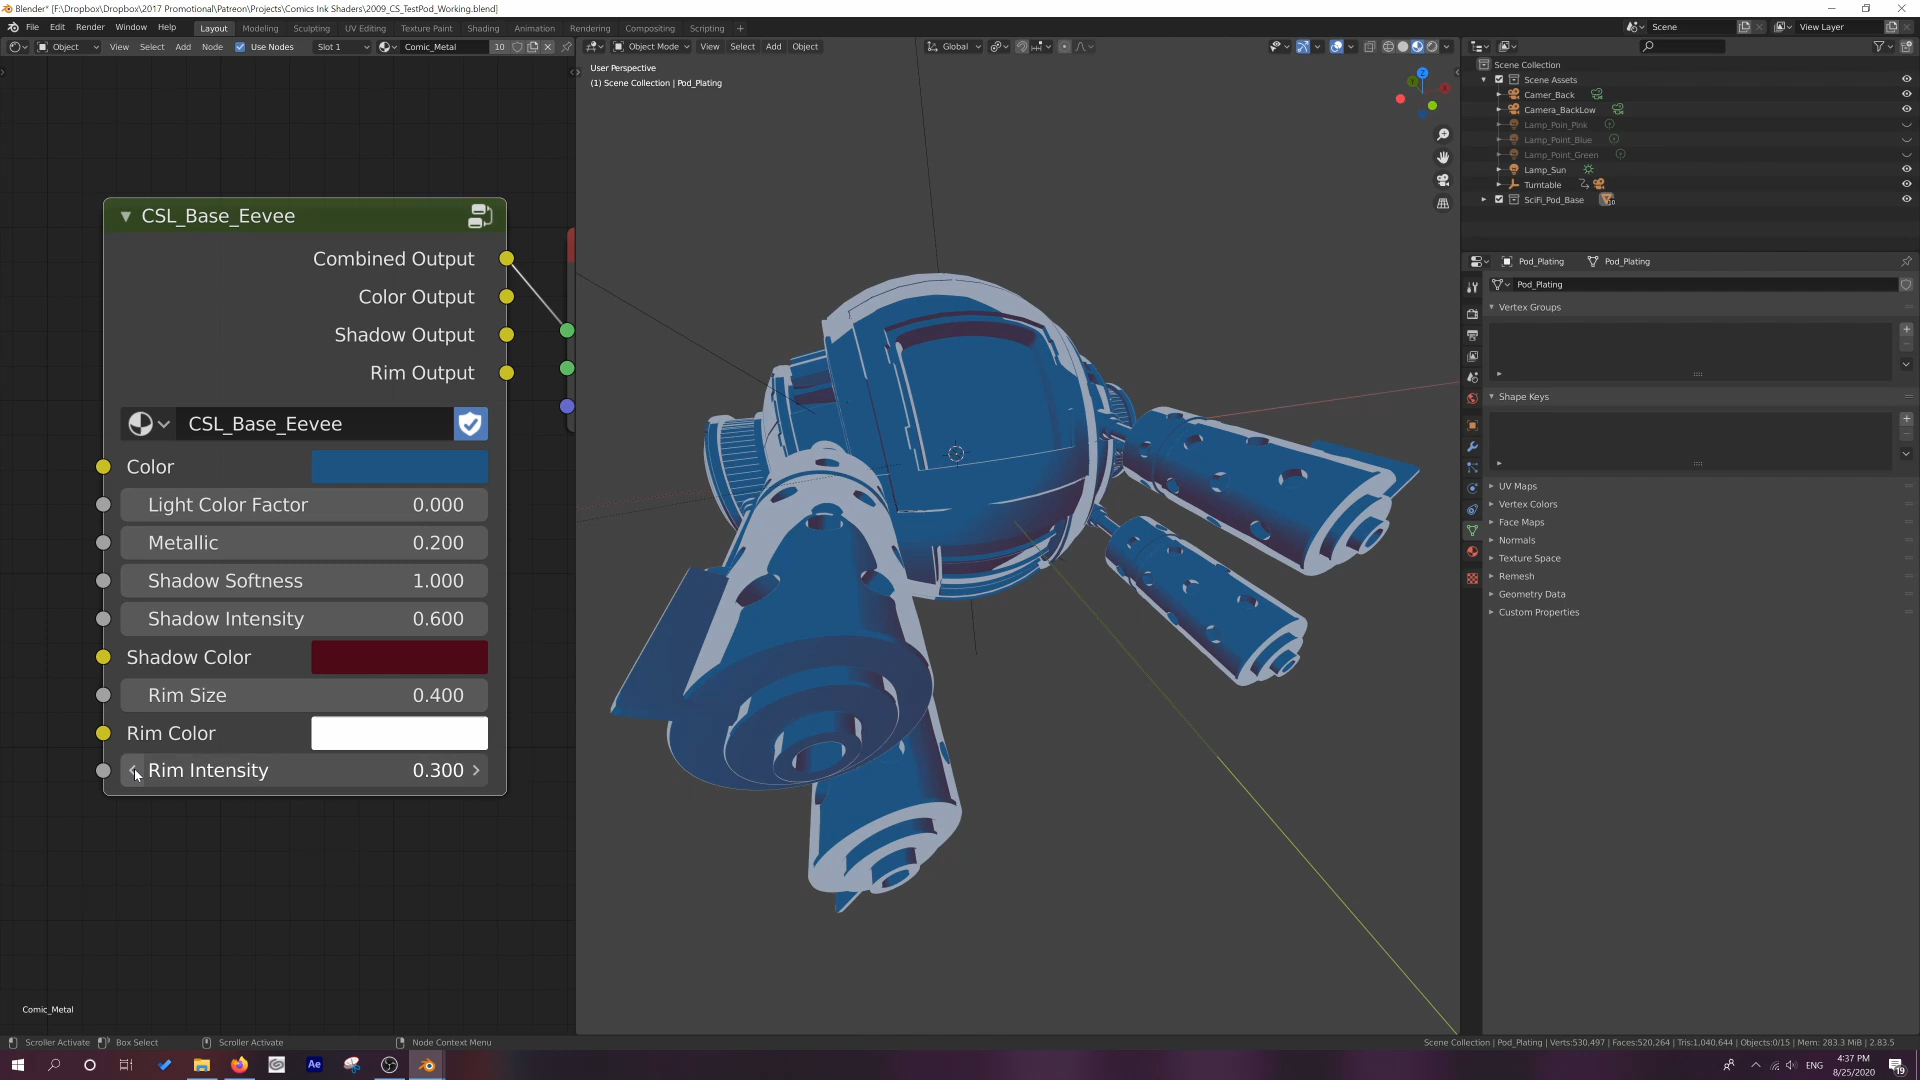 Blender* [F:\Dropbox\Dropbox\2017 Promotional\Patreon\Projects\Comics Ink Shaders\2009_CS_TestPod_Working.blend]
File Edit Render Window Help Layout Modeling Sculpting UV Editing Texture Paint Shading Animation Rendering Compositing Scripting + Scene View Layer
Object View Select Add Node Use Nodes Slot 1 Comic_Metal 10 Object Mode View Select Add Object Global
User Perspective
(1) Scene Collection | Pod_Plating
CSL_Base_Eevee
Combined Output
Color Output
Shadow Output
Rim Output
CSL_Base_Eevee
Color
Light Color Factor 0.000
Metallic 0.200
Shadow Softness 1.000
Shadow Intensity 0.600
Shadow Color
Rim Size 0.400
Rim Color
Rim Intensity 0.300
Comic_Metal
Z
Scene Collection
Scene Assets
Camer_Back
Camera_BackLow
Lamp_Poin_Pink
Lamp_Point_Blue
Lamp_Point_Green
Lamp_Sun
Turntable
SciFi_Pod_Base 10
Pod_Plating Pod_Plating
Pod_Plating
Vertex Groups
Shape Keys
UV Maps
Vertex Colors
Face Maps
Normals
Texture Space
Remesh
Geometry Data
Custom Properties
Scroller Activate Box Select Scroller Activate Node Context Menu Scene Collection | Pod_Plating | Verts:530,497 | Faces:520,264 | Tris:1,040,644 | Objects:0/15 | Mem: 283.3 MiB | 2.83.5
Ae ENG 4:37 PM
8/25/2020 19